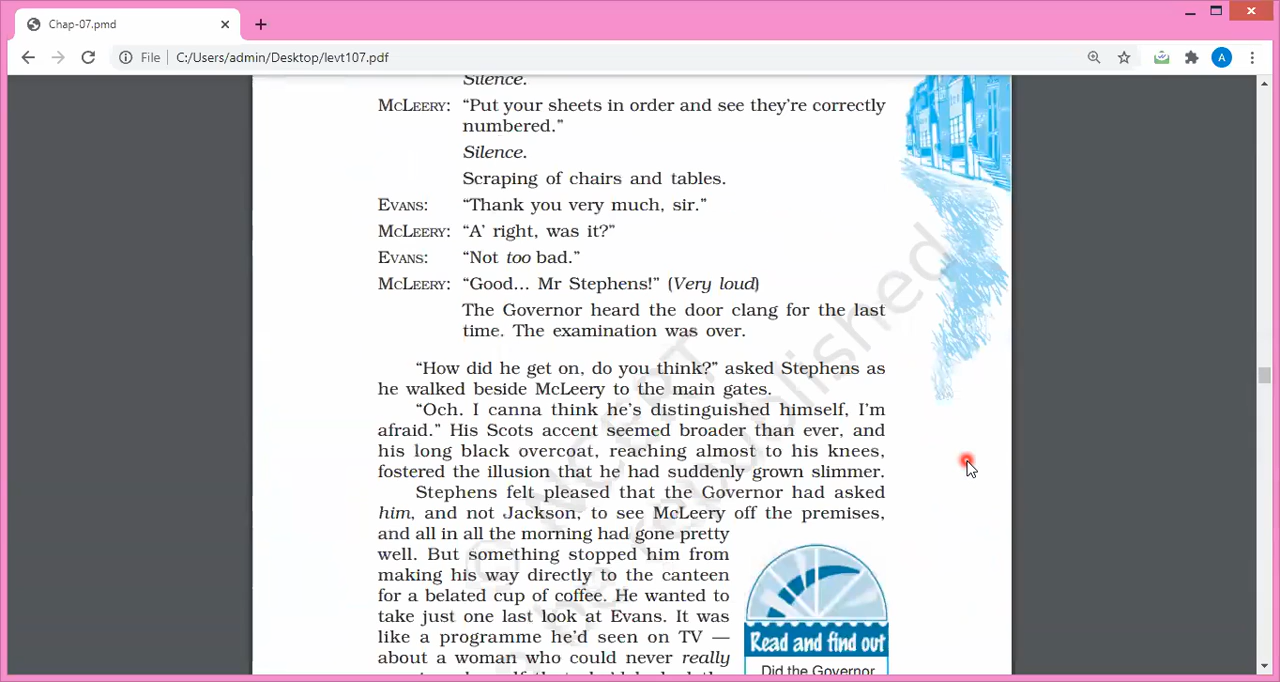 Chap-07.pmd
File
C:/Users/admin/Desktop/levt107.pdf
A
Silence.
MCLEERY: “Put your sheets in order and see they’re correctly
numbered.”
Silence.
Scraping of chairs and tables.
EVANS: “Thank you very much, sir.”
MCLEERY: “A’ right, was it?”
EVANS: “Not too bad.”
MCLEERY: “Good... Mr Stephens!” (Very loud)
The Governor heard the door clang for the last
time. The examination was over.
“How did he get on, do you think?” asked Stephens as
he walked beside McLeery to the main gates.
“Och. I canna think he’s distinguished himself, I’m
afraid.” His Scots accent seemed broader than ever, and
his long black overcoat, reaching almost to his knees,
fostered the illusion that he had suddenly grown slimmer.
Stephens felt pleased that the Governor had asked
him, and not Jackson, to see McLeery off the premises,
and all in all the morning had gone pretty
well. But something stopped him from
making his way directly to the canteen
for a belated cup of coffee. He wanted to
take just one last look at Evans. It was
like a programme he’d seen on TV —
about a woman who could never really
Read and find out
Did the Governor
© NCERT
be republished